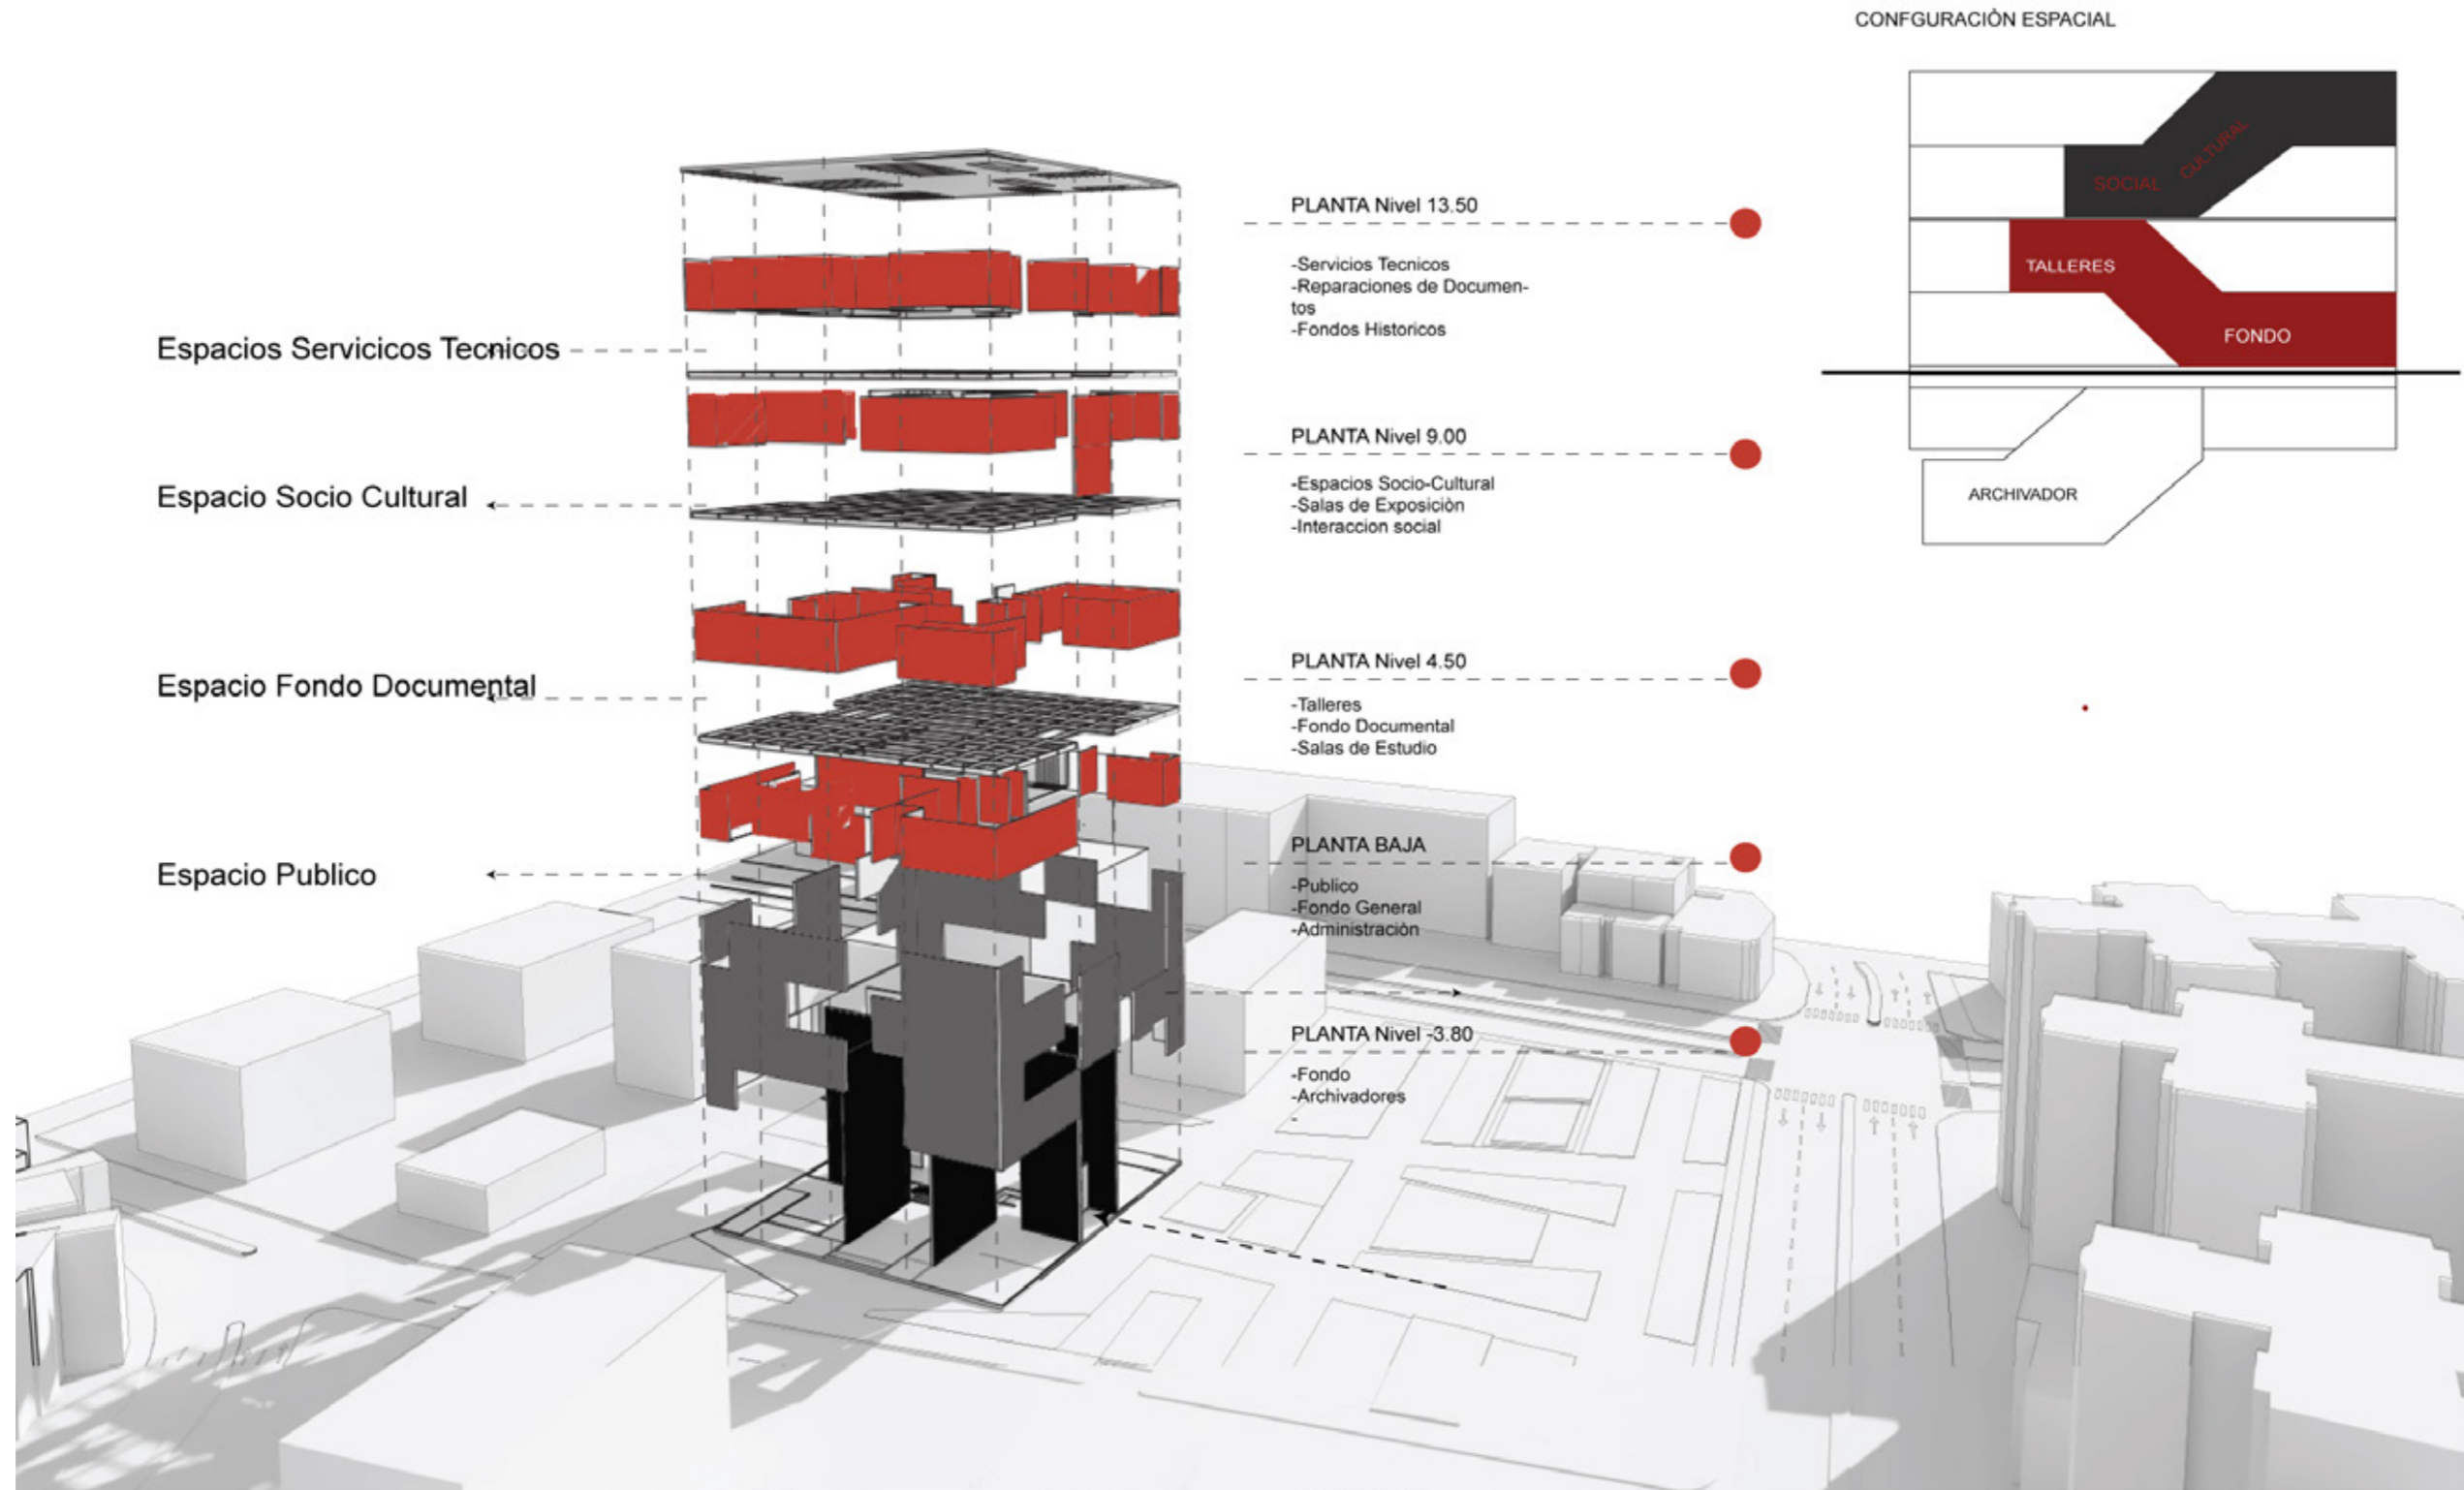 CONFGURACIÒN ESPACIAL
SOCIAL
CULTURAL
TALLERES
FONDO
ARCHIVADOR
Espacios Servicicos Tecnicos
Espacio Socio Cultural
Espacio Fondo Documental
Espacio Publico
PLANTA Nivel 13.50
-Servicios Tecnicos
-Reparaciones de Documen-
tos
-Fondos Historicos
PLANTA Nivel 9.00
-Espacios Socio-Cultural
-Salas de Exposiciòn
-Interaccion social
PLANTA Nivel 4.50
-Talleres
-Fondo Documental
-Salas de Estudio
PLANTA BAJA
-Publico
-Fondo General
-Administraciòn
PLANTA Nivel -3.80
-Fondo
-Archivadores
-